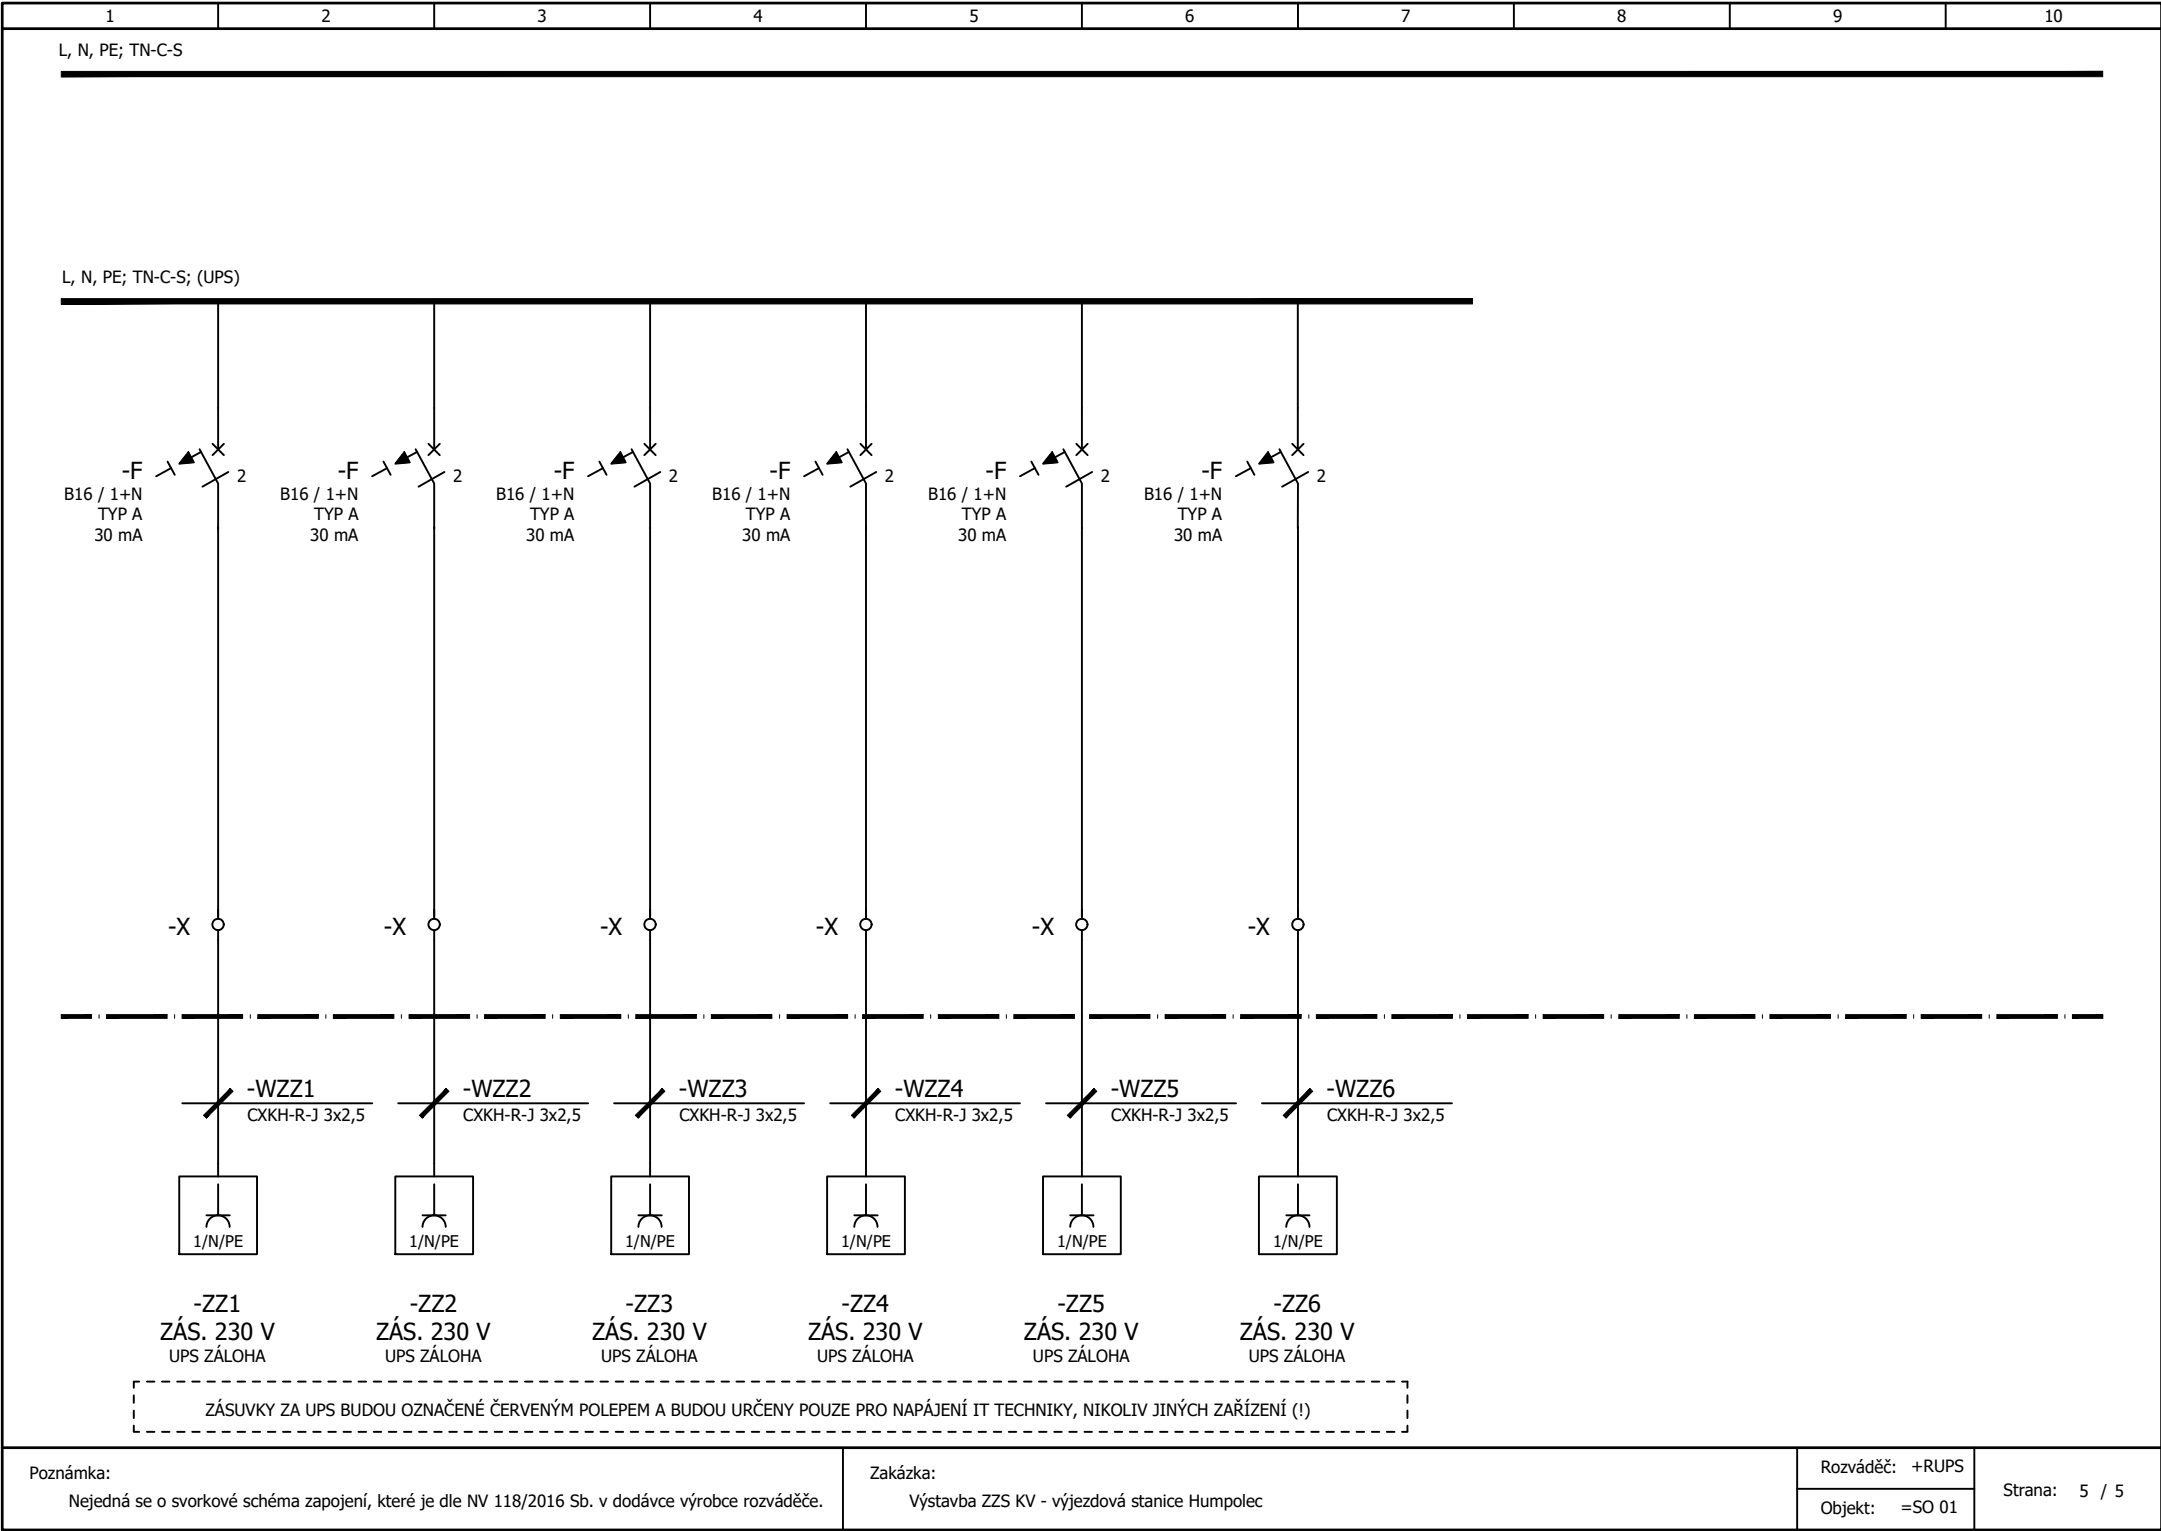 1 2 3 4 5 6 7 8 9 10
L, N, PE; TN-C-S
L, N, PE; TN-C-S; (UPS)
-F 2 -F 2 -F 2 -F 2 -F 2 -F 2
B16 / 1+N B16 / 1+N B16 / 1+N B16 / 1+N B16 / 1+N B16 / 1+N
TYP A TYP A TYP A TYP A TYP A TYP A
30 mA 30 mA 30 mA 30 mA 30 mA 30 mA
-X -X -X -X -X -X
-WZZ1 -WZZ2 -WZZ3 -WZZ4 -WZZ5 -WZZ6
CXKH-R-J 3x2,5 CXKH-R-J 3x2,5 CXKH-R-J 3x2,5 CXKH-R-J 3x2,5 CXKH-R-J 3x2,5 CXKH-R-J 3x2,5
1/N/PE 1/N/PE 1/N/PE 1/N/PE 1/N/PE 1/N/PE
-ZZ1 -ZZ2 -ZZ3 -ZZ4 -ZZ5 -ZZ6
ZÁS. 230 V ZÁS. 230 V ZÁS. 230 V ZÁS. 230 V ZÁS. 230 V ZÁS. 230 V
UPS ZÁLOHA UPS ZÁLOHA UPS ZÁLOHA UPS ZÁLOHA UPS ZÁLOHA UPS ZÁLOHA
ZÁSUVKY ZA UPS BUDOU OZNAČENÉ ČERVENÝM POLEPEM A BUDOU URČENY POUZE PRO NAPÁJENÍ IT TECHNIKY, NIKOLIV JINÝCH ZAŘÍZENÍ (!)
Poznámka:
Nejedná se o svorkové schéma zapojení, které je dle NV 118/2016 Sb. v dodávce výrobce rozváděče.
Zakázka:
Výstavba ZZS KV - výjezdová stanice Humpolec
Rozváděč: +RUPS
Objekt: =SO 01
Strana: 5 / 5